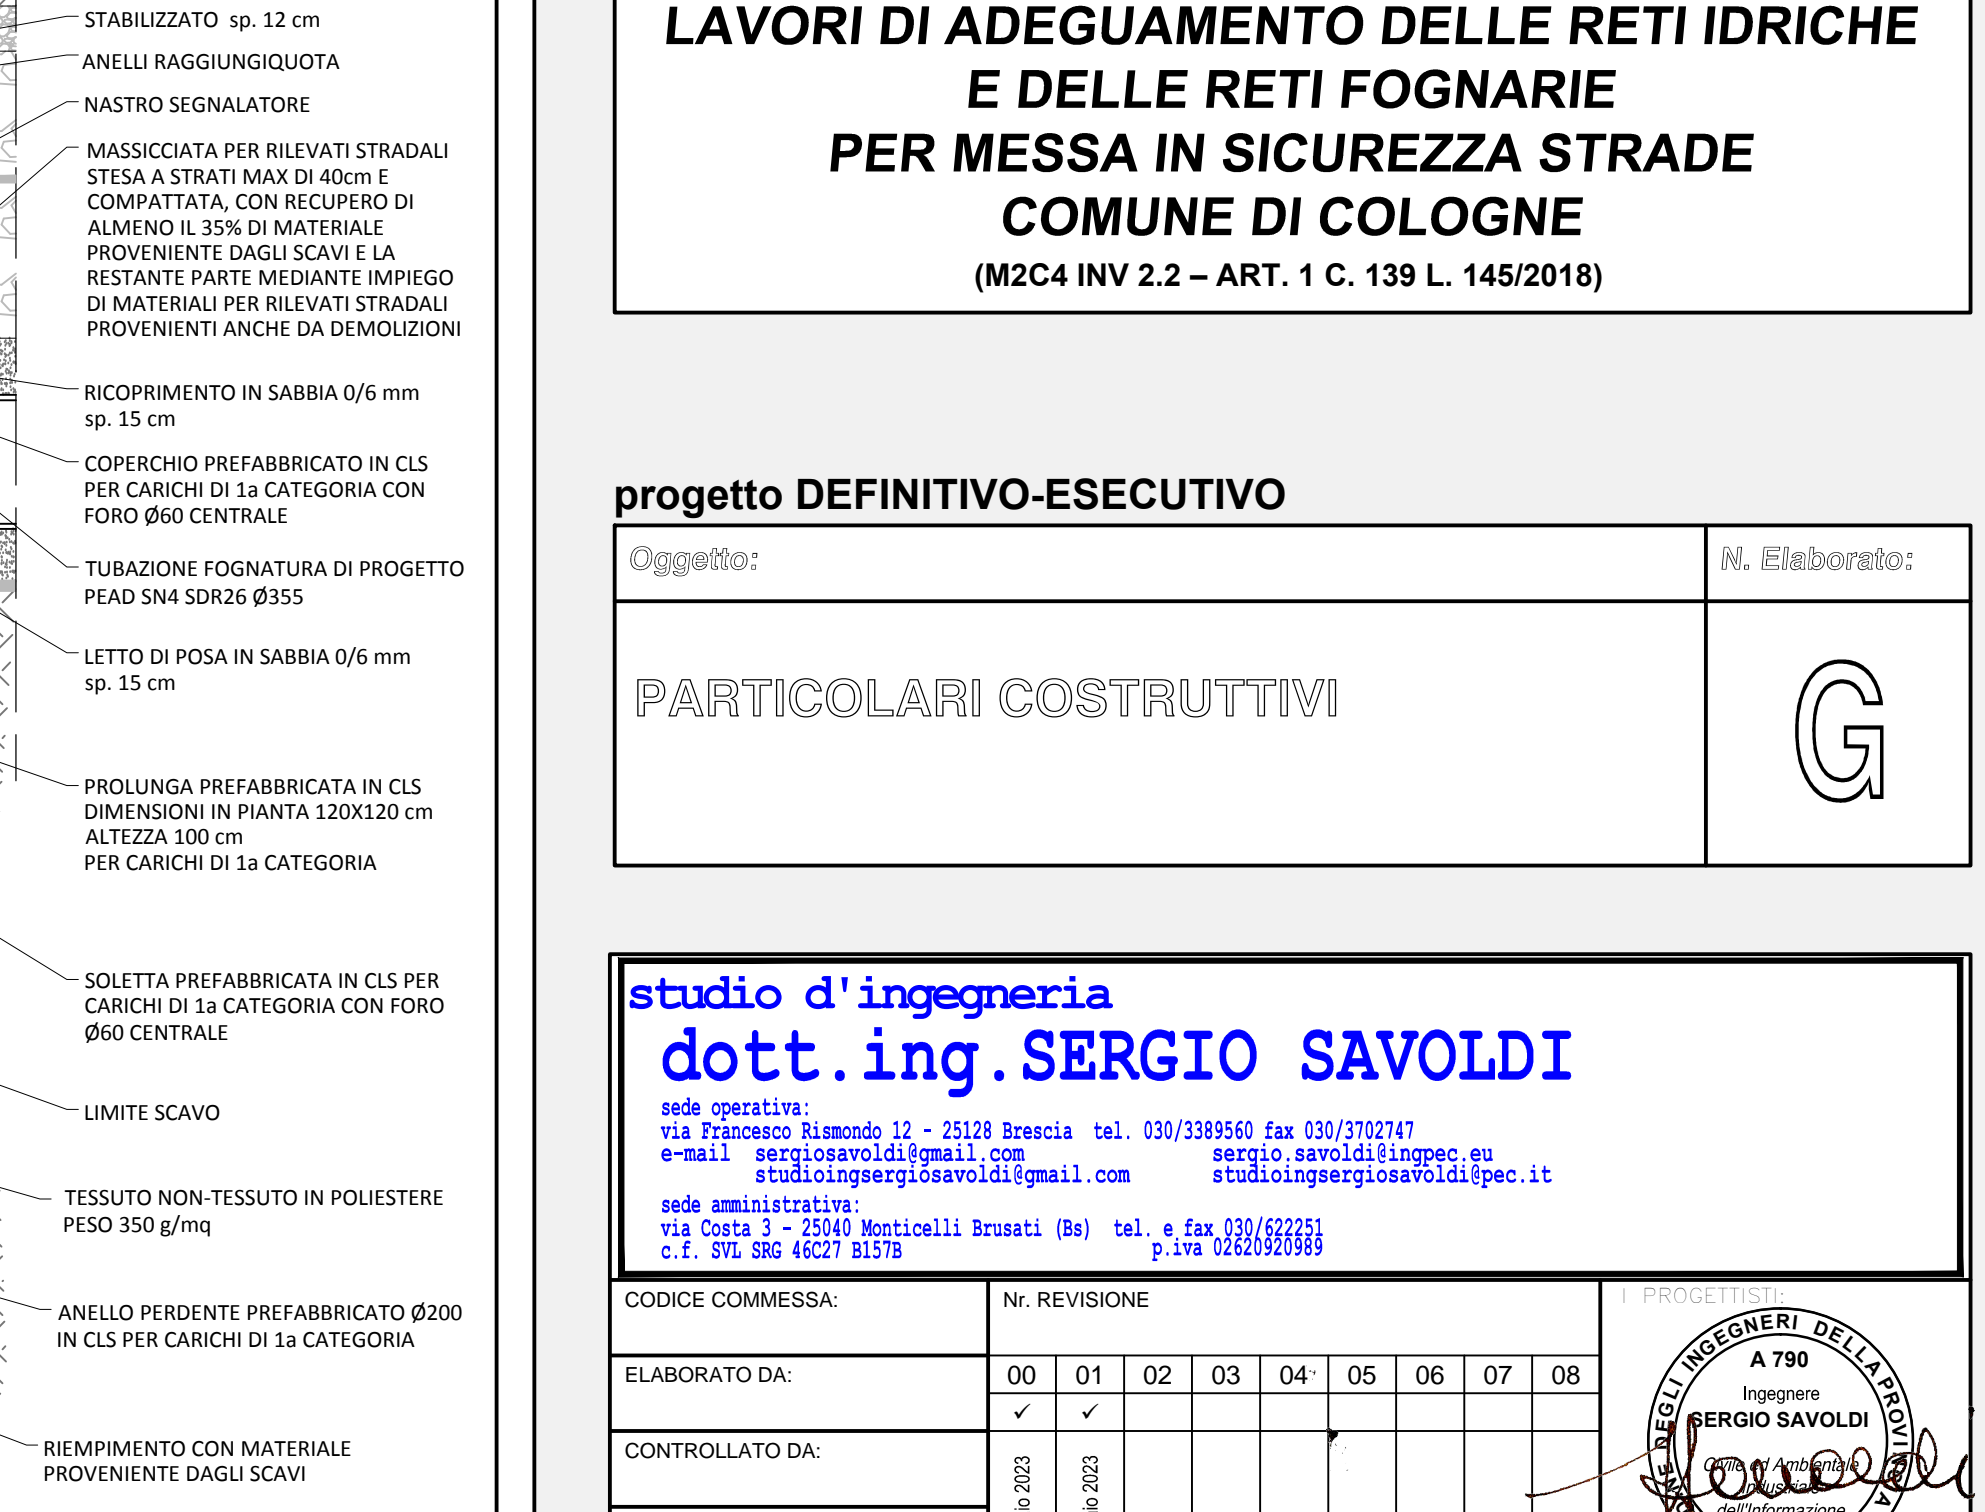 STABILIZZATO sp. 12 cm
ANELLI RAGGIUNGIQUOTA
NASTRO SEGNALATORE
MASSICCIATA PER RILEVATI STRADALI
STESA A STRATI MAX DI 40cm E
COMPATTATA, CON RECUPERO DI
ALMENO IL 35% DI MATERIALE
PROVENIENTE DAGLI SCAVI E LA
RESTANTE PARTE MEDIANTE IMPIEGO
DI MATERIALI PER RILEVATI STRADALI
PROVENIENTI ANCHE DA DEMOLIZIONI
RICOPRIMENTO IN SABBIA 0/6 mm
sp. 15 cm
COPERCHIO PREFABBRICATO IN CLS
PER CARICHI DI 1a CATEGORIA CON
FORO Ø60 CENTRALE
TUBAZIONE FOGNATURA DI PROGETTO
PEAD SN4 SDR26 Ø355
LETTO DI POSA IN SABBIA 0/6 mm
sp. 15 cm
PROLUNGA PREFABBRICATA IN CLS
DIMENSIONI IN PIANTA 120X120 cm
ALTEZZA 100 cm
PER CARICHI DI 1a CATEGORIA
SOLETTA PREFABBRICATA IN CLS PER
CARICHI DI 1a CATEGORIA CON FORO
Ø60 CENTRALE
LIMITE SCAVO
TESSUTO NON-TESSUTO IN POLIESTERE
PESO 350 g/mq
ANELLO PERDENTE PREFABBRICATO Ø200
IN CLS PER CARICHI DI 1a CATEGORIA
RIEMPIMENTO CON MATERIALE
PROVENIENTE DAGLI SCAVI
LAVORI DI ADEGUAMENTO DELLE RETI IDRICHE
E DELLE RETI FOGNARIE
PER MESSA IN SICUREZZA STRADE
COMUNE DI COLOGNE
(M2C4 INV 2.2 – ART. 1 C. 139 L. 145/2018)
progetto DEFINITIVO-ESECUTIVO
Oggetto:
N. Elaborato:
PARTICOLARI COSTRUTTIVI
G
studio d'ingegneria
dott.ing.SERGIO SAVOLDI
sede operativa:
via Francesco Rismondo 12 - 25128 Brescia tel. 030/3389560 fax 030/3702747
e-mail sergiosavoldi@gmail.com sergio.savoldi@ingpec.eu
studioingsergiosavoldi@gmail.com studioingsergiosavoldi@pec.it
sede amministrativa:
via Costa 3 - 25040 Monticelli Brusati (Bs) tel. e fax 030/622251
c.f. SVL SRG 46C27 B157B p.iva 02620920989
CODICE COMMESSA:
Nr. REVISIONE
I PROGETTISTI:
ELABORATO DA:
00 01 02 03 04 05 06 07 08
✓ ✓
CONTROLLATO DA:
2023
2023
DEGLI INGEGNERI DELLA
A 790
Ingegnere
SERGIO SAVOLDI
Civile ed Ambientale
Industriale
dell'Informazione